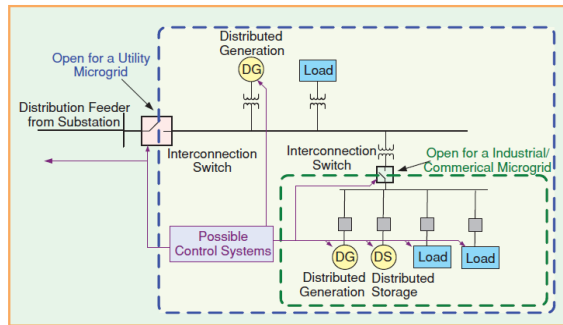 Distributed
Generation
Open for a Utility
Microgrid
DG
Load
Distribution Feeder
from Substation
Interconnection
Switch
Interconnection
Switch
Open for a Industrial/
Commerical Microgrid
Possible
Control Systems
DG
DS
Load
Load
Distributed
Generation
Distributed
Storage